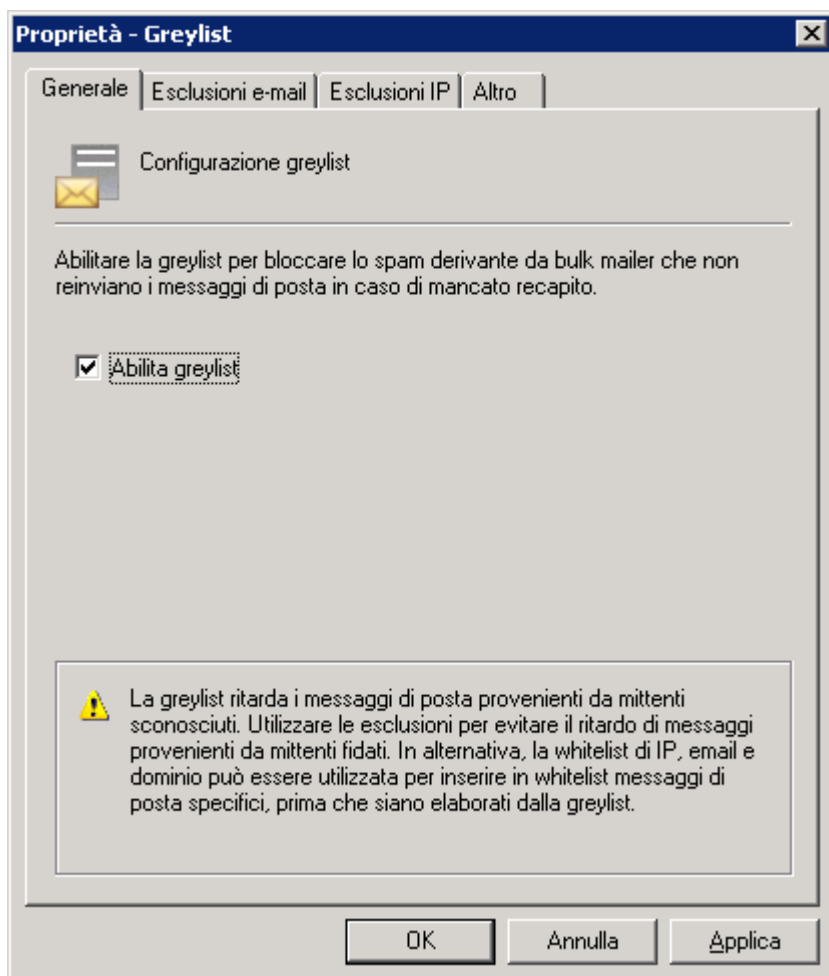 Proprietà - Greylist
Generale
Esclusioni e-mail
Esclusioni IP
Altro
Configurazione greylist
Abilitare la greylist per bloccare lo spam derivante da bulk mailer che non
reinviano i messaggi di posta in caso di mancato recapito.
Abilita greylist
La greylist ritarda i messaggi di posta provenienti da mittenti
sconosciuti. Utilizzare le esclusioni per evitare il ritardo di messaggi
provenienti da mittenti fidati. In alternativa, la whitelist di IP, email e
dominio può essere utilizzata per inserire in whitelist messaggi di
posta specifici, prima che siano elaborati dalla greylist.
OK
Annulla
Applica